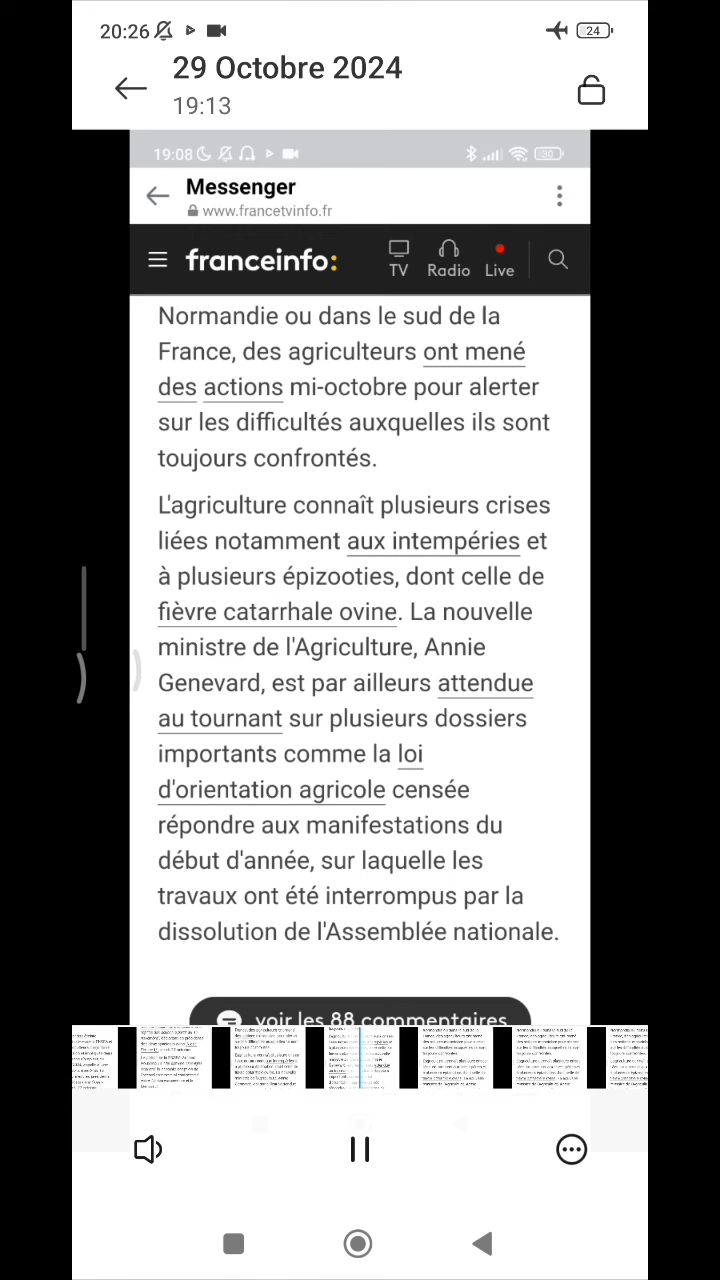 20:26
24
29 Octobre 2024
19:13
19:08
30
Messenger
www.francetvinfo.fr
franceinfo:
TV
Radio
Live
Normandie ou dans le sud de la
France, des agriculteurs ont mené
des actions mi-octobre pour alerter
sur les difficultés auxquelles ils sont
toujours confrontés.
L'agriculture connaît plusieurs crises
liées notamment aux intempéries et
à plusieurs épizooties, dont celle de
fièvre catarrhale ovine. La nouvelle
ministre de l'Agriculture, Annie
Genevard, est par ailleurs attendue
au tournant sur plusieurs dossiers
importants comme la loi
d'orientation agricole censée
répondre aux manifestations du
début d'année, sur laquelle les
travaux ont été interrompus par la
dissolution de l'Assemblée nationale.
voir les 88 commentaires